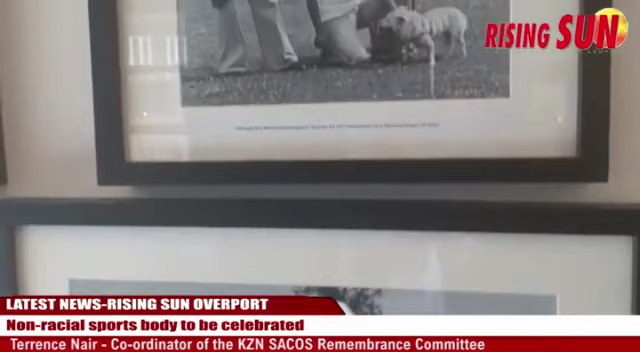 RISING SUN
LATEST NEWS-RISING SUN OVERPORT
Non-racial sports body to be celebrated
Terrence Nair - Co-ordinator of the KZN SACOS Remembrance Committee